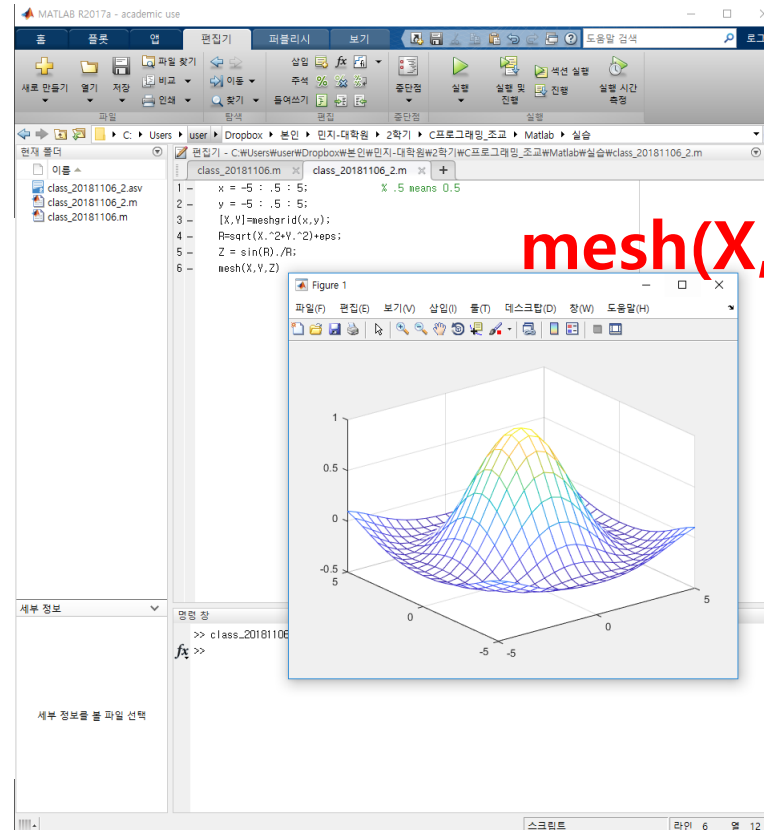 MATLAB R2017a - academic use
홈 플롯 앱 편집기 퍼블리시 보기 도움말 검색 로그
새로 만들기 열기 저장 파일 찾기 비교 인쇄 이동 찾기 삽입 fx 주석 들여쓰기 중단점 실행 실행 및 진행 섹션 실행 진행 실행 시간 측정
파일 탐색 편집 중단점 실행
C: Users user Dropbox 본인 민지-대학원 2학기 C프로그래밍_조교 Matlab 실습
현재 폴더
이름
class_20181106_2.asv
class_20181106_2.m
class_20181106.m
편집기 - C:₩Users₩user₩Dropbox₩본인₩민지-대학원₩2학기₩C프로그래밍_조교₩Matlab₩실습₩class_20181106_2.m
class_20181106.m class_20181106_2.m
1 x = -5 : .5 : 5; % .5 means 0.5
2 y = -5 : .5 : 5;
3 [X,Y]=meshgrid(x,y);
4 R=sqrt(X.^2+Y.^2)+eps;
5 Z = sin(R)./R;
6 mesh(X,Y,Z)
mesh(X,
Figure 1
파일(F) 편집(E) 보기(V) 삽입(I) 툴(T) 데스크탑(D) 창(W) 도움말(H)
1
0.5
0
-0.5
5
0
-5
-5
0
5
세부 정보
세부 정보를 볼 파일 선택
명령 창
>> class_20181106
fx >>
스크립트 라인 6 열 12